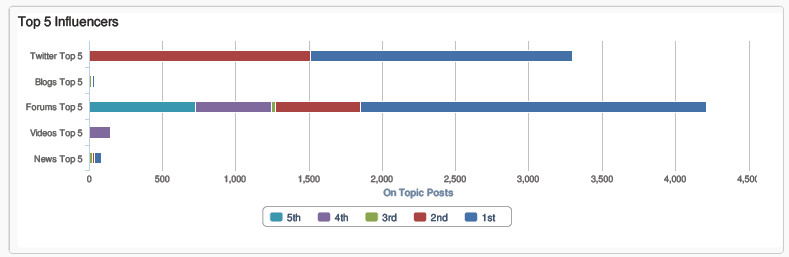 Top 5 Influencers
Twitter Top 5
Blogs Top 5
Forums Top 5
Videos Top 5
News Top 5
0 500 1,000 1,500 2,000 2,500 3,000 3,500 4,000 4,50
On Topic Posts
5th 4th 3rd 2nd 1st